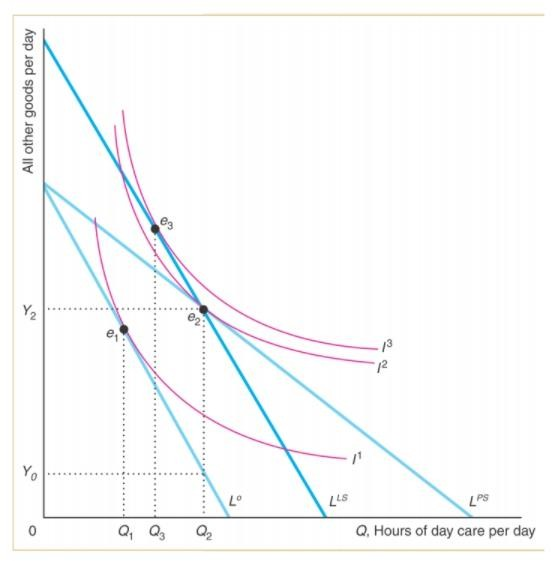 All other goods per day
e3
Y2
e2
e1
I³
I²
I¹
Y0
Lº
Lᴸˢ
Lᴾˢ
0
Q1
Q3
Q2
Q, Hours of day care per day